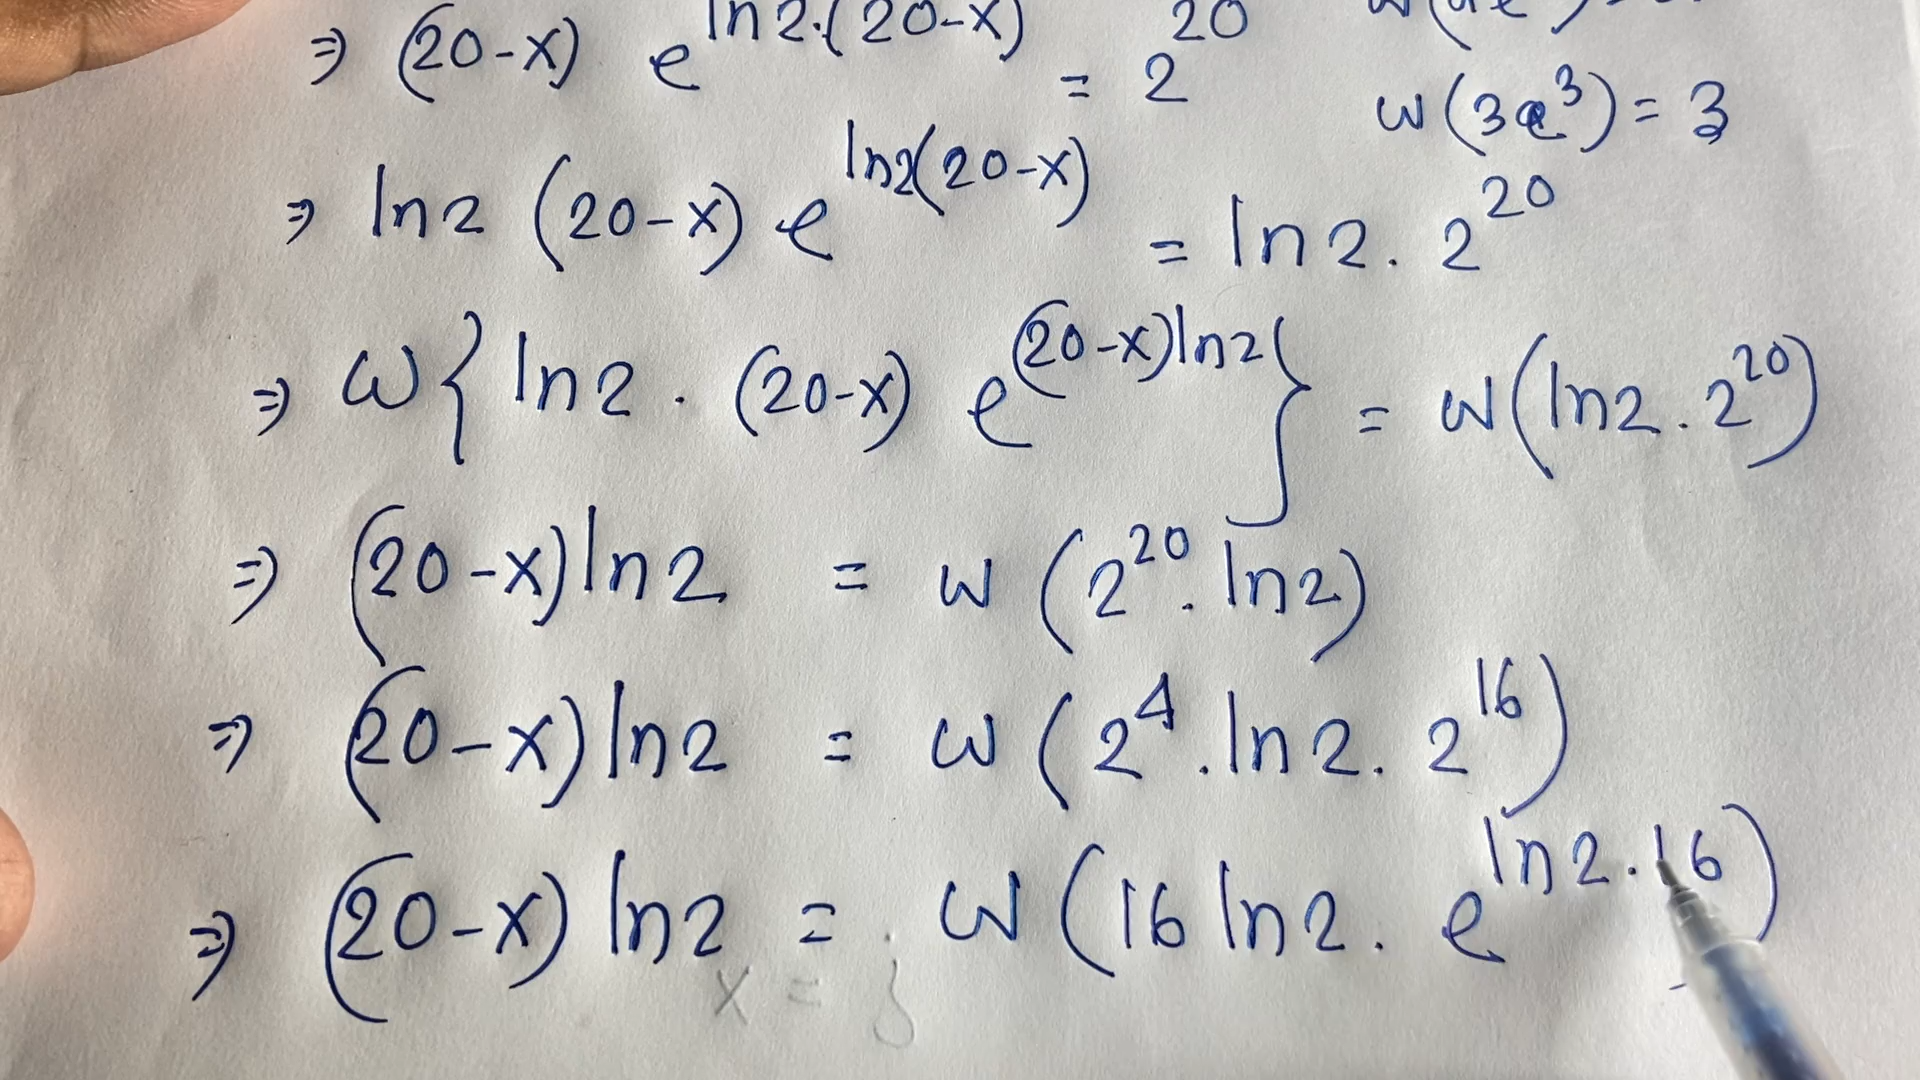 ⇒ (20-x) e^{ln2·(20-x)} = 2^{20}
w(3e^3) = 3
⇒ ln2 (20-x) e^{ln2(20-x)} = ln2 . 2^{20}
⇒ W{ln2 . (20-x) e^{(20-x)ln2}} = W(ln2 . 2^{20})
⇒ (20-x)ln2 = W(2^{20} . ln2)
⇒ (20-x)ln2 = W(2^4 . ln2 . 2^{16})
⇒ (20-x) ln2 = W(16 ln2 . e^{ln2 . 16})
x =